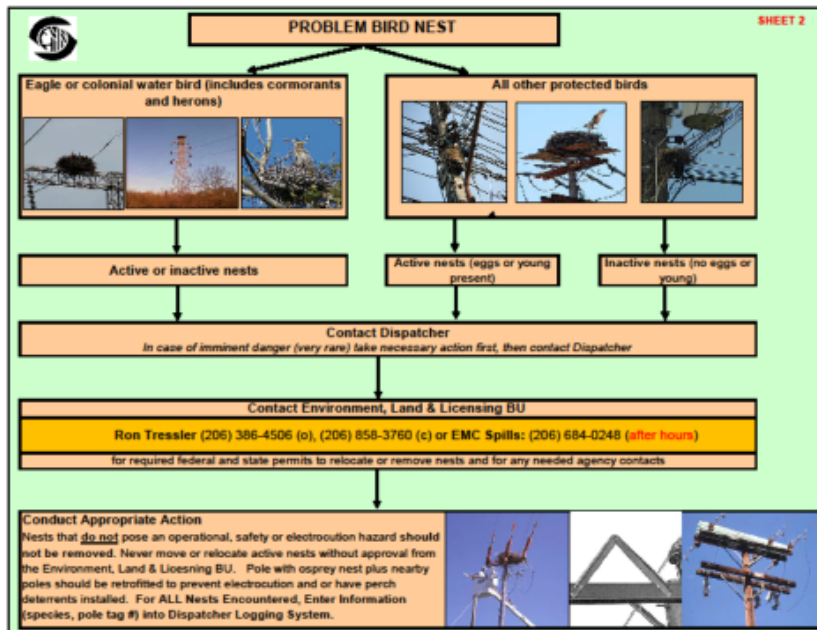 PROBLEM BIRD NEST
SHEET 2
Eagle or colonial water bird (includes cormorants
and herons)
All other protected birds
Active or inactive nests
Active nests (eggs or young
present)
Inactive nests (no eggs or
young)
Contact Dispatcher
In case of imminent danger (very rare) take necessary action first, then contact Dispatcher
Contact Environment, Land & Licensing BU
Ron Tressler (206) 386-4506 (o), (206) 858-3760 (c) or EMC Spills: (206) 684-0248 (after hours)
for required federal and state permits to relocate or remove nests and for any needed agency contacts
Conduct Appropriate Action
Nests that do not pose an operational, safety or electrocution hazard should
not be removed. Never move or relocate active nests without approval from
the Environment, Land & Licesning BU. Pole with osprey nest plus nearby
poles should be retrofitted to prevent electrocution and or have perch
deterrents installed. For ALL Nests Encountered, Enter Information
(species, pole tag #) into Dispatcher Logging System.